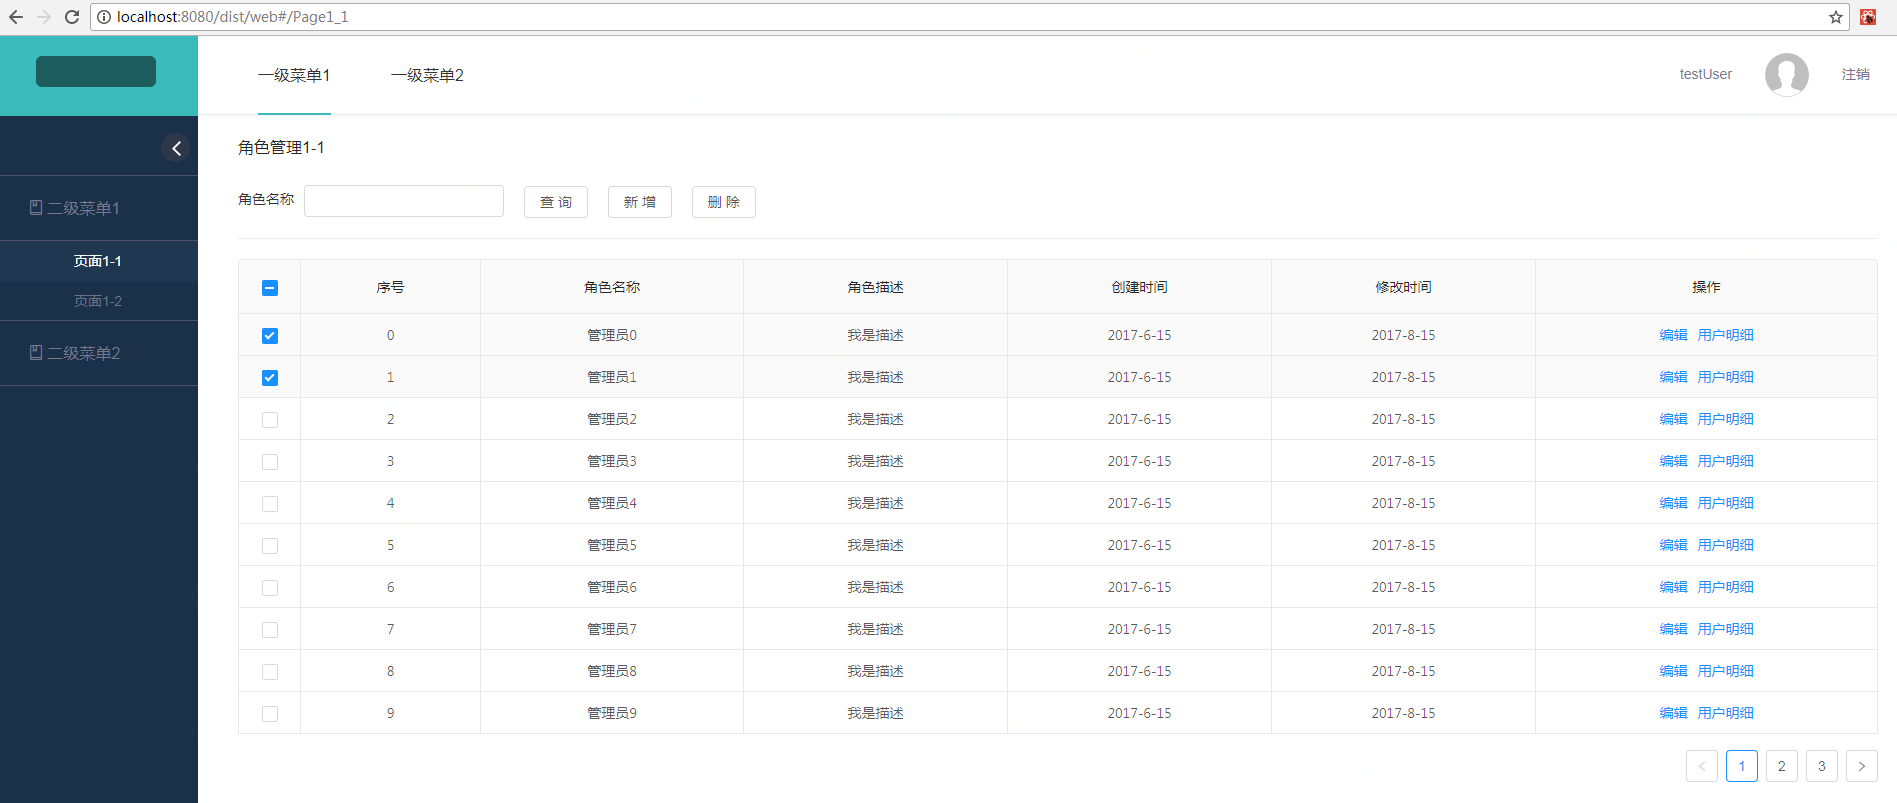 localhost:8080/dist/web#/Page1_1
一级菜单1 一级菜单2 testUser 注销
二级菜单1
页面1-1
页面1-2
二级菜单2
角色管理1-1
角色名称 查 询 新 增 删 除
序号 角色名称 角色描述 创建时间 修改时间 操作
0 管理员0 我是描述 2017-6-15 2017-8-15 编辑 用户明细
1 管理员1 我是描述 2017-6-15 2017-8-15 编辑 用户明细
2 管理员2 我是描述 2017-6-15 2017-8-15 编辑 用户明细
3 管理员3 我是描述 2017-6-15 2017-8-15 编辑 用户明细
4 管理员4 我是描述 2017-6-15 2017-8-15 编辑 用户明细
5 管理员5 我是描述 2017-6-15 2017-8-15 编辑 用户明细
6 管理员6 我是描述 2017-6-15 2017-8-15 编辑 用户明细
7 管理员7 我是描述 2017-6-15 2017-8-15 编辑 用户明细
8 管理员8 我是描述 2017-6-15 2017-8-15 编辑 用户明细
9 管理员9 我是描述 2017-6-15 2017-8-15 编辑 用户明细
< 1 2 3 >